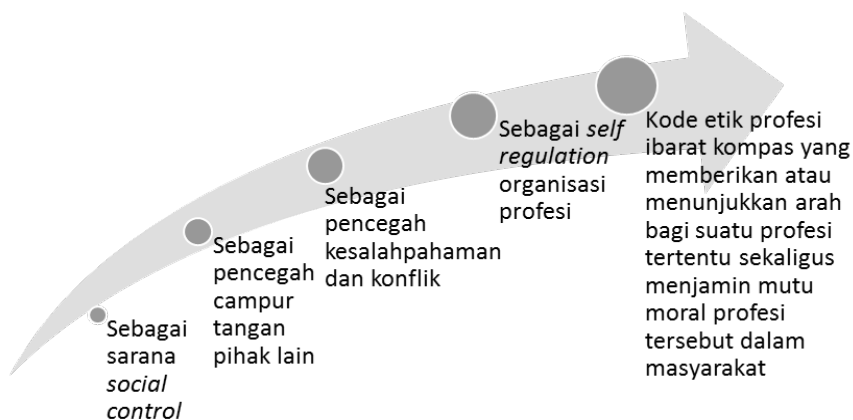 Sebagai
sarana
social
control
Sebagai
pencegah
campur
tangan
pihak lain
Sebagai
pencegah
kesalahpahaman
dan konflik
Sebagai self
regulation
organisasi
profesi
Kode etik profesi
ibarat kompas yang
memberikan atau
menunjukkan arah
bagi suatu profesi
tertentu sekaligus
menjamin mutu
moral profesi
tersebut dalam
masyarakat